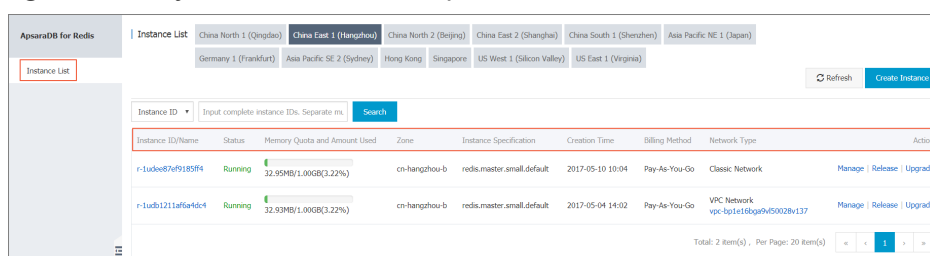 ApsaraDB for Redis
Instance List
Instance List China North 1 (Qingdao) China East 1 (Hangzhou) China North 2 (Beijing) China East 2 (Shanghai) China South 1 (Shenzhen) Asia Pacific NE 1 (Japan)
Germany 1 (Frankfurt) Asia Pacific SE 2 (Sydney) Hong Kong Singapore US West 1 (Silicon Valley) US East 1 (Virginia)
Refresh Create Instance
Instance ID Input complete instance IDs. Separate mu Search
Instance ID/Name Status Memory Quota and Amount Used Zone Instance Specification Creation Time Billing Method Network Type Actio
r-1udee87ef9185ff4 Running 32.95MB/1.00GB(3.22%) cn-hangzhou-b redis.master.small.default 2017-05-10 10:04 Pay-As-You-Go Classic Network Manage | Release | Upgrad
r-1udb1211af6a4dc4 Running 32.93MB/1.00GB(3.22%) cn-hangzhou-b redis.master.small.default 2017-05-04 14:02 Pay-As-You-Go VPC Network Manage | Release | Upgrad
vpc-bp1e16bga9vl50028v137
Total: 2 item(s) , Per Page: 20 item(s) « ‹ 1 › »